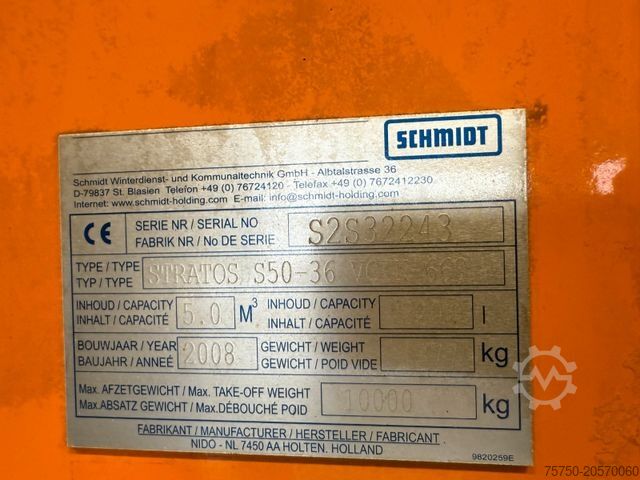 SCHMIDT
Schmidt Winterdienst- und Kommunaltechnik GmbH - Albtalstrasse 36
D-79837 St. Blasien Telefon +49 (0) 76724120 - Telefax +49 (0) 7672412230
Internet: www.schmidt-holding.com E-mail: info@schmidt-holding.com
CE
SERIE NR / SERIAL NO
FABRIK NR / No DE SERIE
S2S32243
TYPE / TYPE
TYP / TYPE
STRATOS S50-36
INHOUD / CAPACITY
INHALT / CAPACITÉ
5.0 M³
INHOUD / CAPACITY
INHALT / CAPACITÉ
l
BOUWJAAR / YEAR
BAUJAHR / ANNEÉ
2008
GEWICHT / WEIGHT
GEWICHT / POID VIDE
kg
Max. AFZETGEWICHT / Max. TAKE-OFF WEIGHT
Max. ABSATZ GEWICHT / Max. DÉBOUCHÉ POID
10000 kg
FABRIKANT / MANUFACTURER / HERSTELLER / FABRICANT
NIDO - NL 7450 AA HOLTEN. HOLLAND
9820259E
75750-20570060